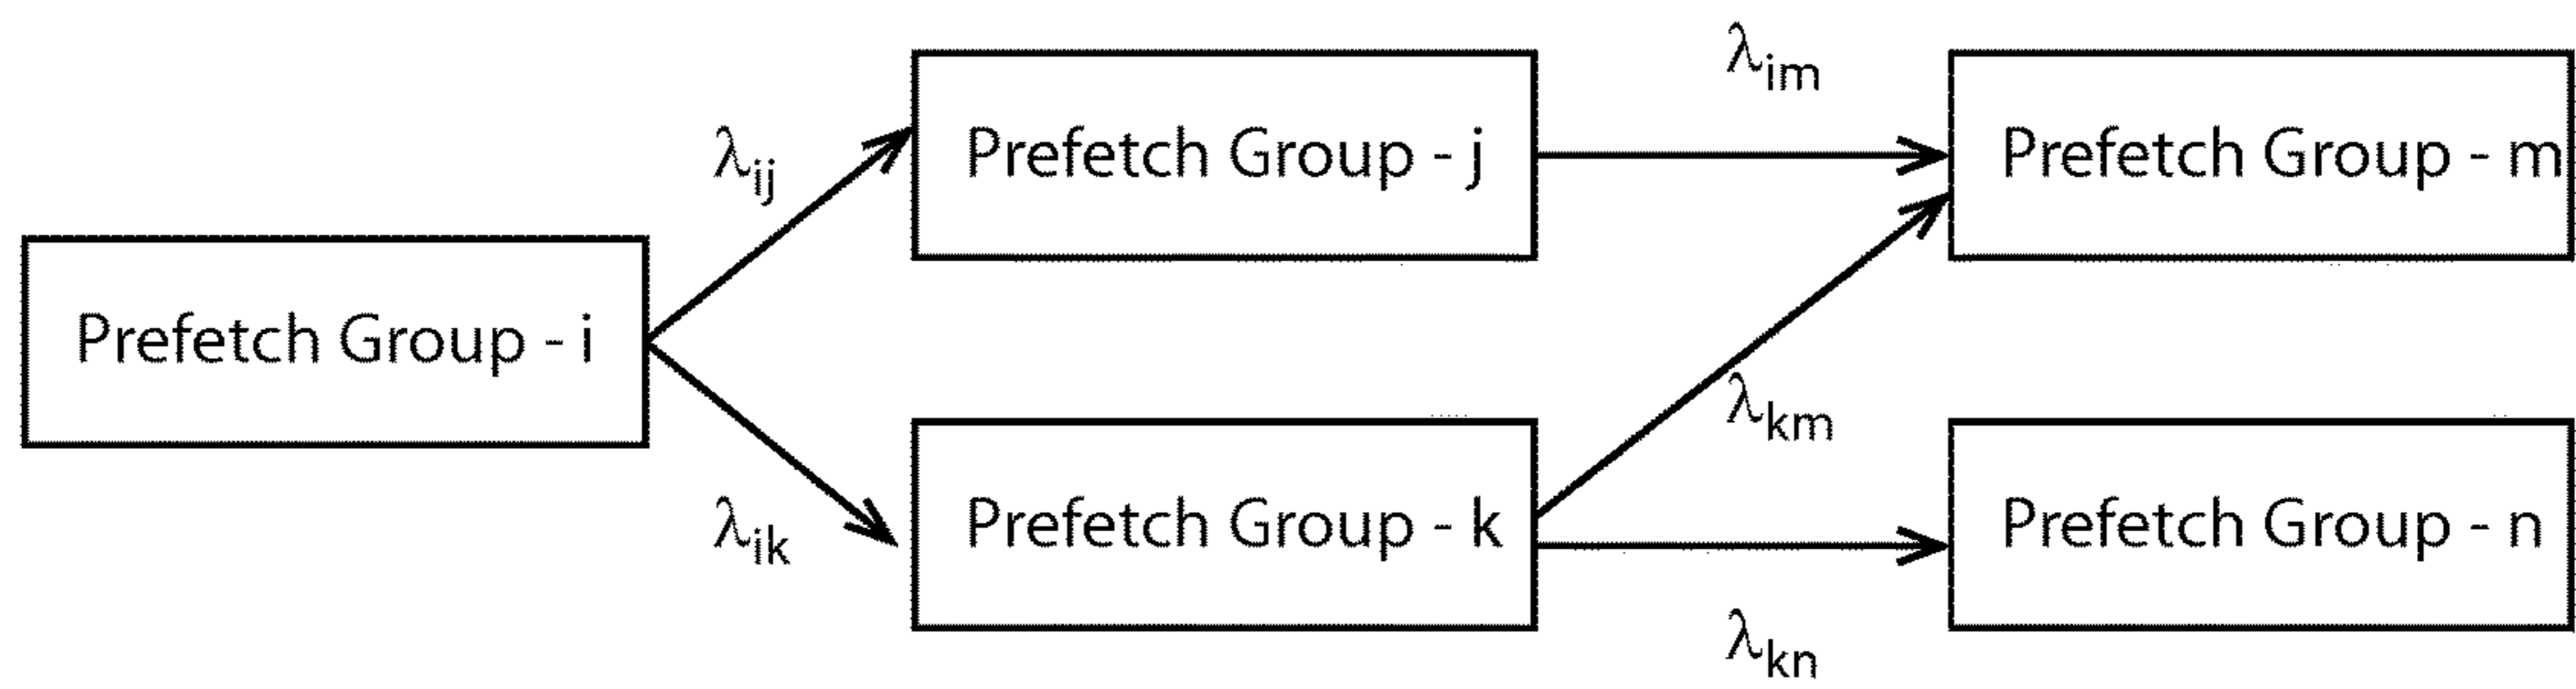 λim
Prefetch Group - j
Prefetch Group - m
λij
Prefetch Group - i
λkm
λik
Prefetch Group - k
Prefetch Group - n
λkn